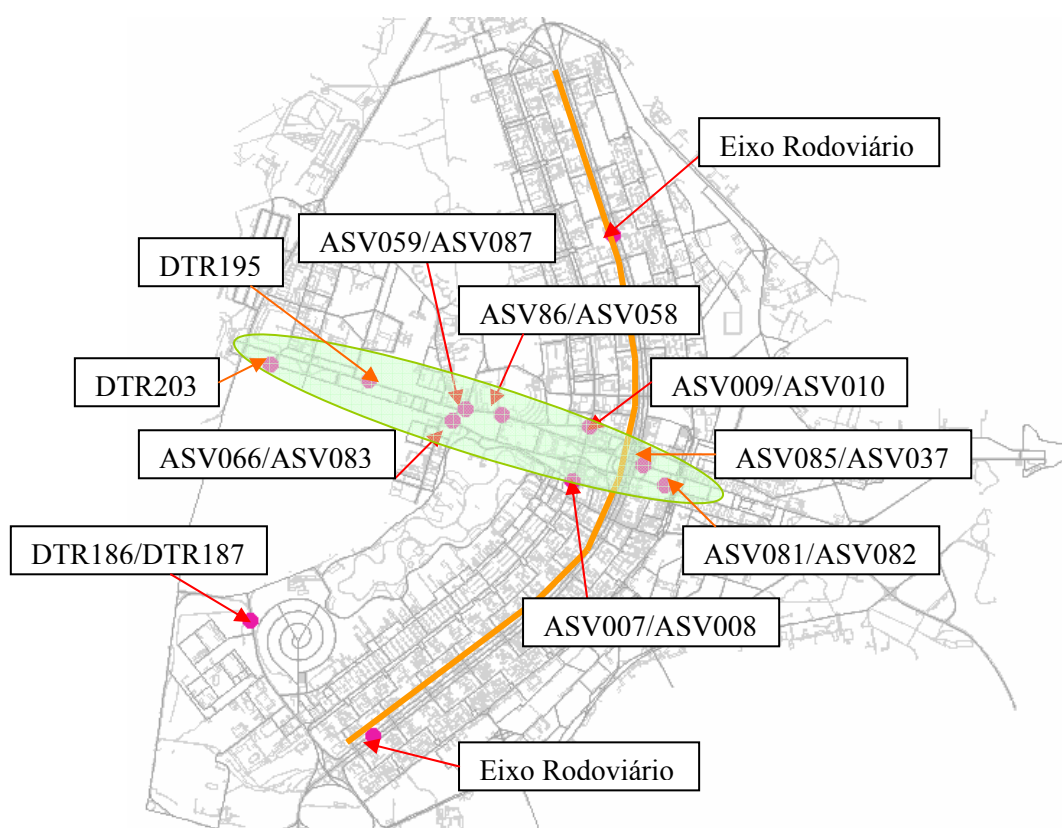 Eixo Rodoviário
ASV059/ASV087
DTR195
ASV86/ASV058
DTR203
ASV009/ASV010
ASV066/ASV083
ASV085/ASV037
DTR186/DTR187
ASV081/ASV082
ASV007/ASV008
Eixo Rodoviário